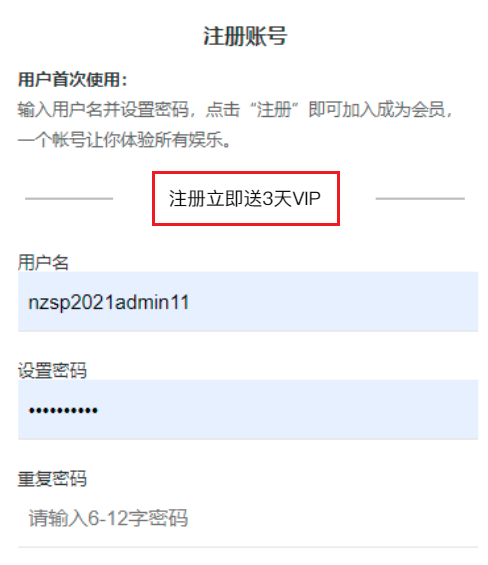 注册账号
用户首次使用：
输入用户名并设置密码，点击“注册”即可加入成为会员，
一个帐号让你体验所有娱乐。
注册立即送3天VIP
用户名
nzsp2021admin11
设置密码
••••••••••
重复密码
请输入6-12字密码